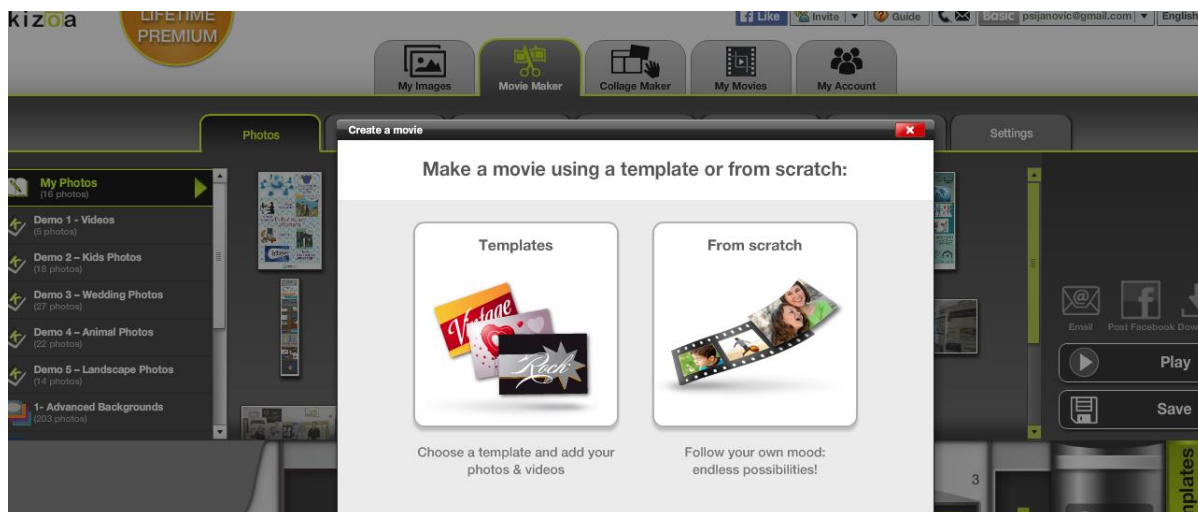 kizoa
LIFETIME
PREMIUM
Like
Invite
Guide
Basic psijanovic@gmail.com
English
My Images
Movie Maker
Collage Maker
My Movies
My Account
Photos
Create a movie
Settings
Make a movie using a template or from scratch:
My Photos
(16 photos)
Demo 1 - Videos
(5 photos)
Demo 2 – Kids Photos
(18 photos)
Demo 3 – Wedding Photos
(27 photos)
Demo 4 – Animal Photos
(22 photos)
Demo 5 – Landscape Photos
(14 photos)
1- Advanced Backgrounds
(203 photos)
Templates
Vintage
Rock
Choose a template and add your
photos & videos
From scratch
Follow your own mood:
endless possibilities!
Email
Post Facebook
Dow
Play
Save
3
nplates